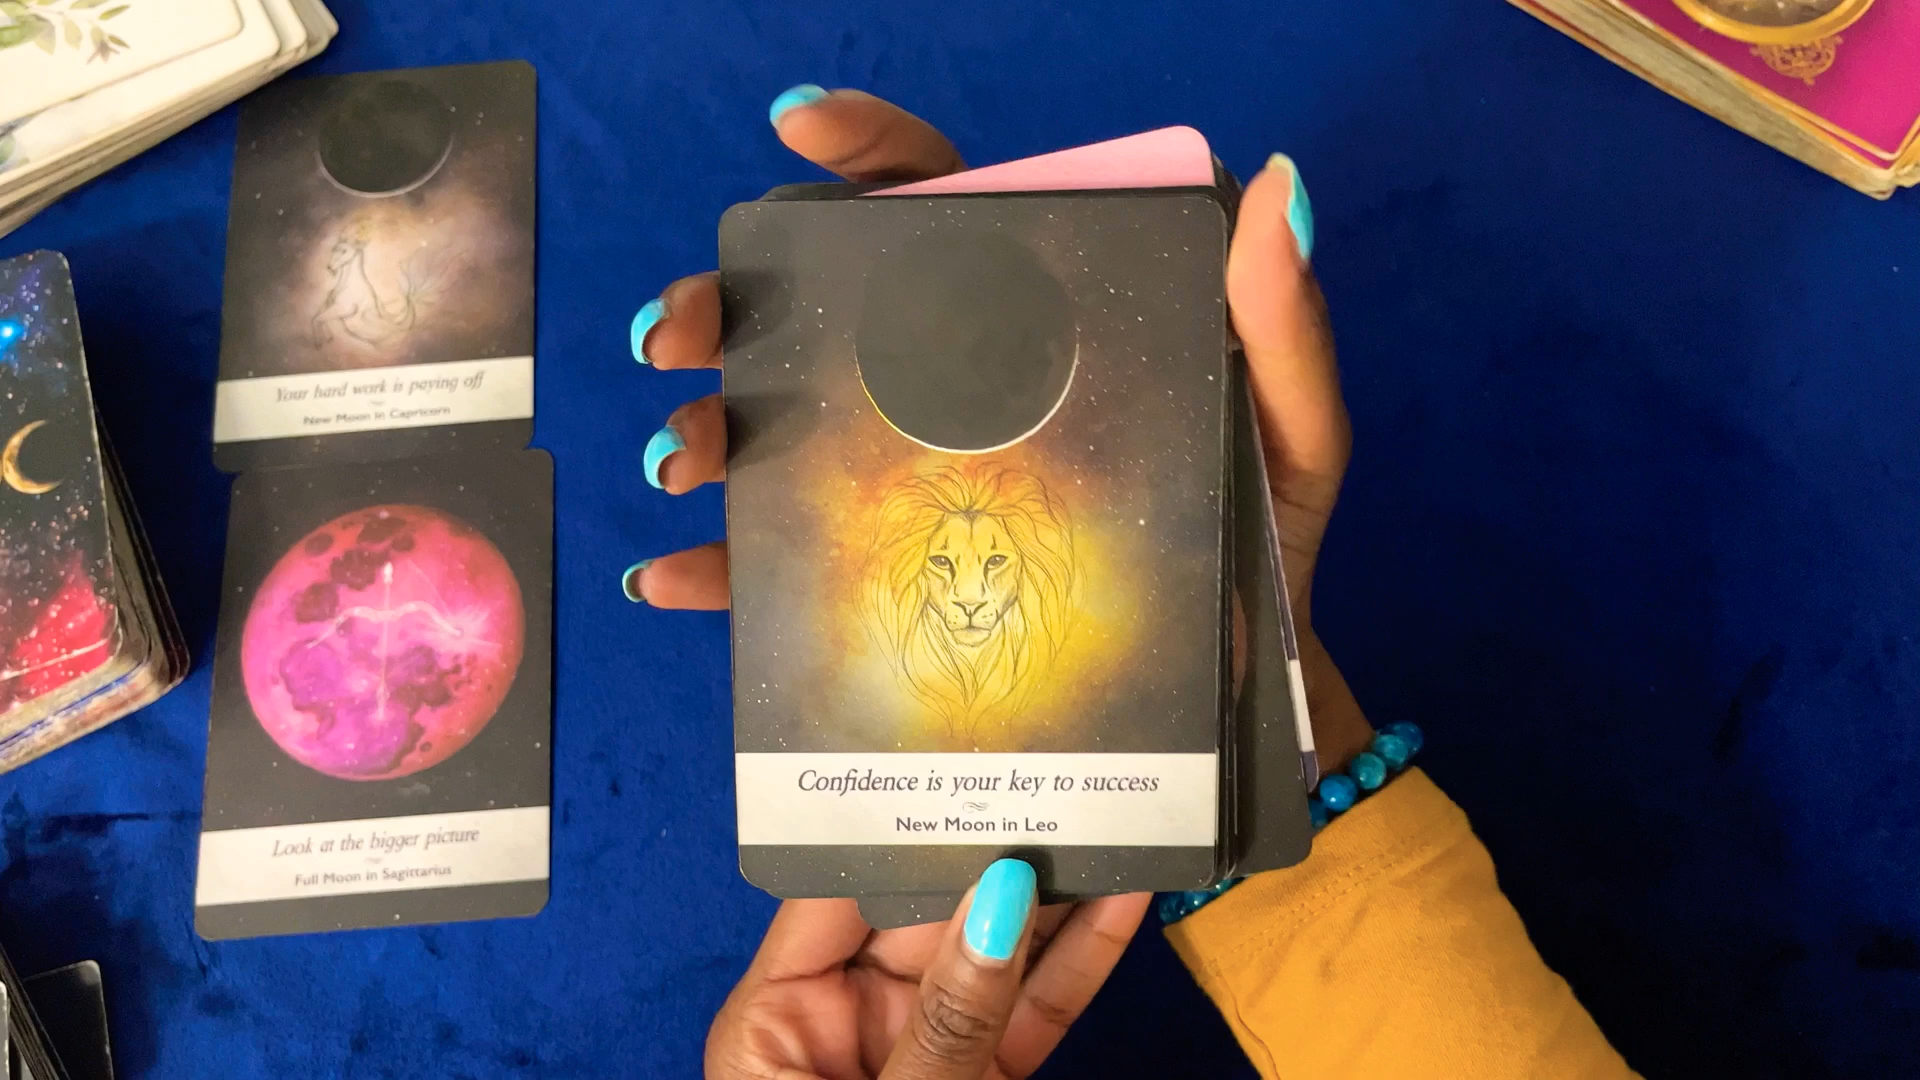 Your hard work is paying off
New Moon in Capricorn
Look at the bigger picture
Full Moon in Sagittarius
Confidence is your key to success
New Moon in Leo